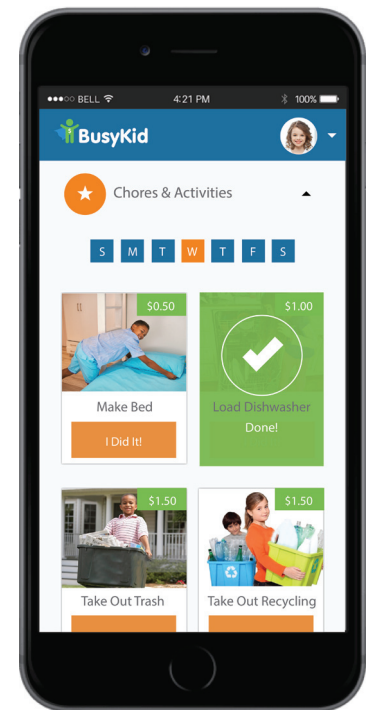 BELL 4:21 PM 100%
BusyKid
Chores & Activities
S M T W T F S
$0.50 $1.00
Make Bed Load Dishwasher
I Did It! Done!
$1.50 $1.50
Take Out Trash Take Out Recycling